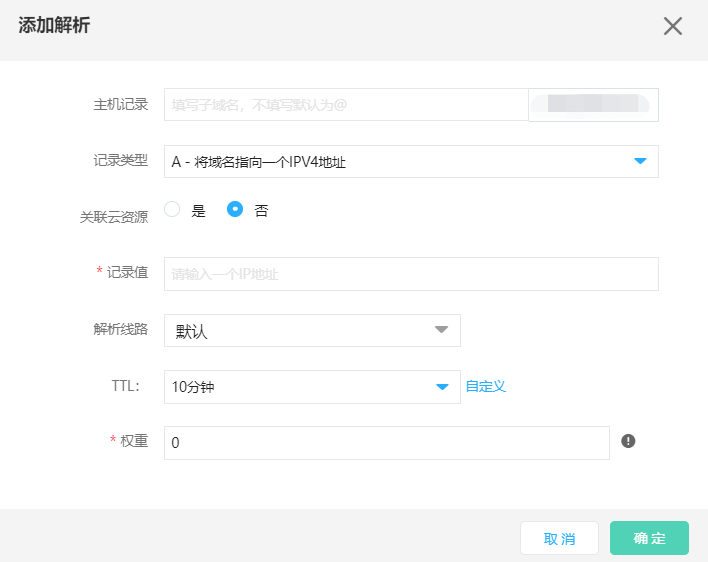 添加解析
主机记录 填写子域名，不填写默认为@
记录类型 A - 将域名指向一个IPV4地址
关联云资源 是 否
* 记录值 请输入一个IP地址
解析线路 默认
TTL： 10分钟 自定义
* 权重 0
取消 确定